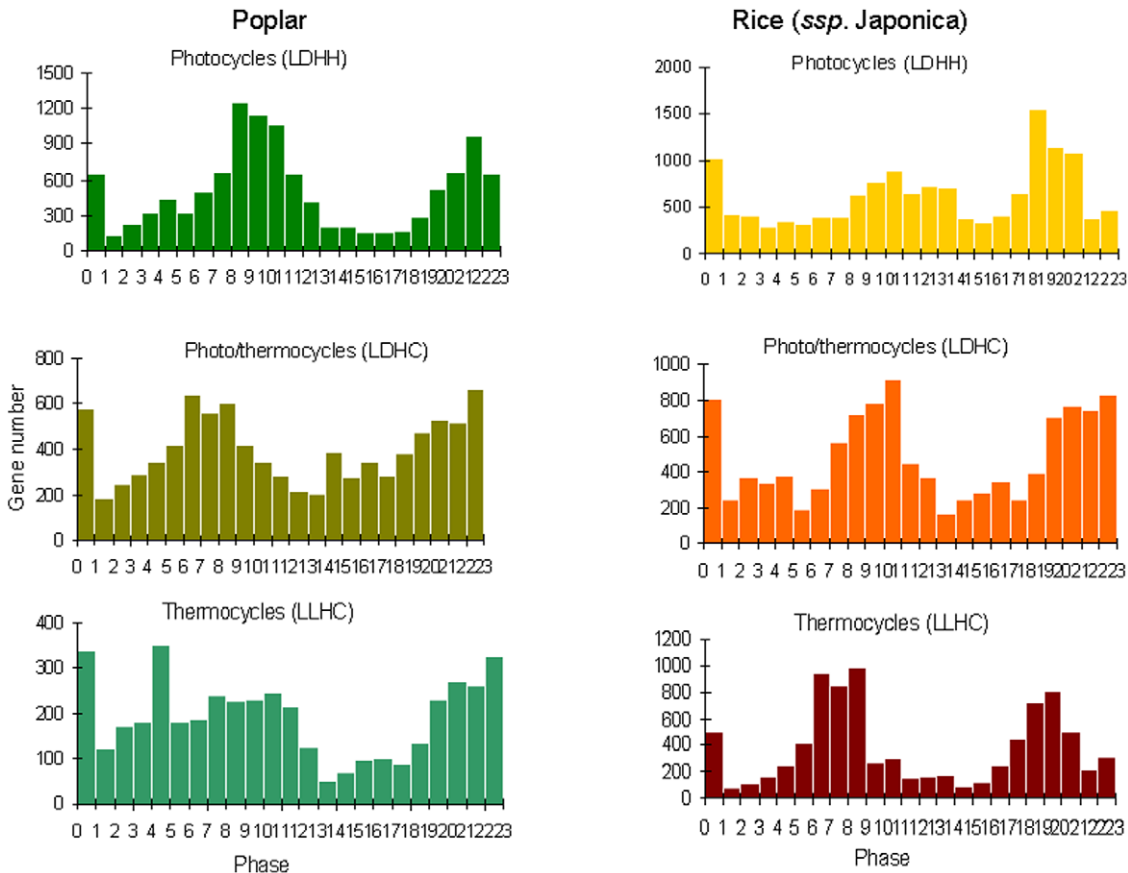 Poplar
Photocycles (LDHH)
1500
1200
900
600
300
0
0 1 2 3 4 5 6 7 8 9 10 11 12 13 14 15 16 17 18 19 20 21 22 23
Photo/thermocycles (LDHC)
Gene number
800
600
400
200
0
0 1 2 3 4 5 6 7 8 9 10 11 12 13 14 15 16 17 18 19 20 21 22 23
Thermocycles (LLHC)
400
300
200
100
0
0 1 2 3 4 5 6 7 8 9 10 11 12 13 14 15 16 17 18 19 20 21 22 23
Phase
Rice (ssp. Japonica)
Photocycles (LDHH)
2000
1500
1000
500
0
0 1 2 3 4 5 6 7 8 9 10 11 12 13 14 15 16 17 18 19 20 21 22 23
Photo/thermocycles (LDHC)
1000
800
600
400
200
0
0 1 2 3 4 5 6 7 8 9 10 11 12 13 14 15 16 17 18 19 20 21 22 23
Thermocycles (LLHC)
1200
1000
800
600
400
200
0
0 1 2 3 4 5 6 7 8 9 10 11 12 13 14 15 16 17 18 19 20 21 22 23
Phase